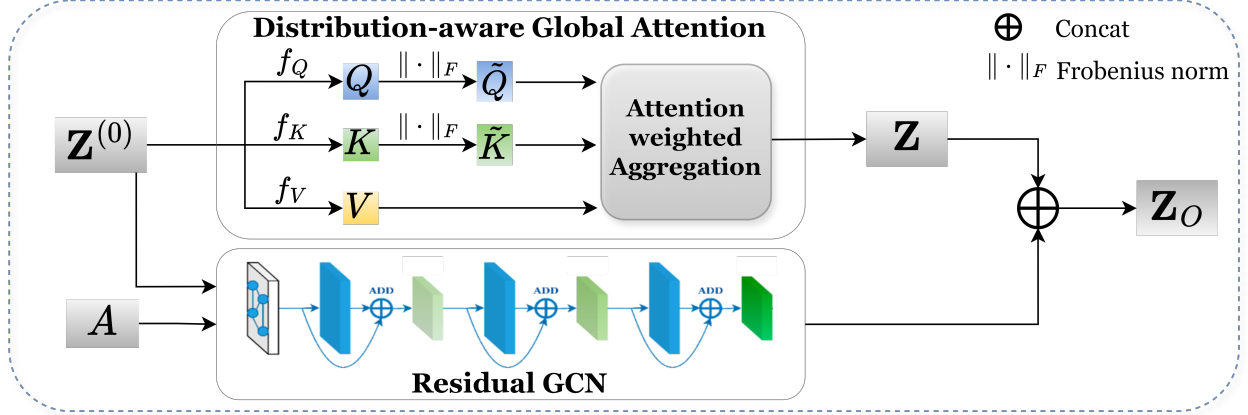 Distribution-aware Global Attention
⊕ Concat
‖ · ‖_F Frobenius norm
f_Q Q ‖ · ‖_F Q̃
f_K K ‖ · ‖_F K̃
f_V V
Attention
weighted
Aggregation
Z^(0)
Z
Z_O
A
ADD ADD ADD
Residual GCN